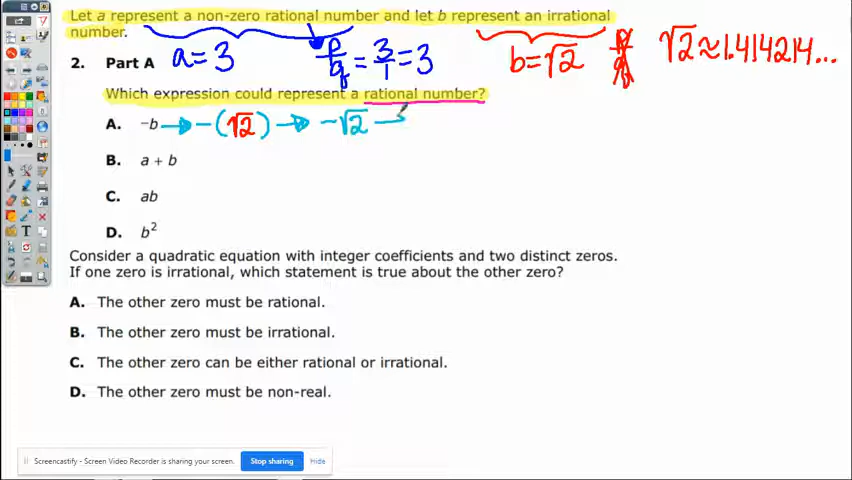 Let a represent a non-zero rational number and let b represent an irrational
number.
a = 3 p/q = 3/1 = 3 b = √2 p/q √2 ≈ 1.414214...
2. Part A
Which expression could represent a rational number?
A. −b → −(√2) → −√2 →
B. a + b
C. ab
D. b²
Consider a quadratic equation with integer coefficients and two distinct zeros.
If one zero is irrational, which statement is true about the other zero?
A. The other zero must be rational.
B. The other zero must be irrational.
C. The other zero can be either rational or irrational.
D. The other zero must be non-real.
Screencastify - Screen Video Recorder is sharing your screen. Stop sharing Hide